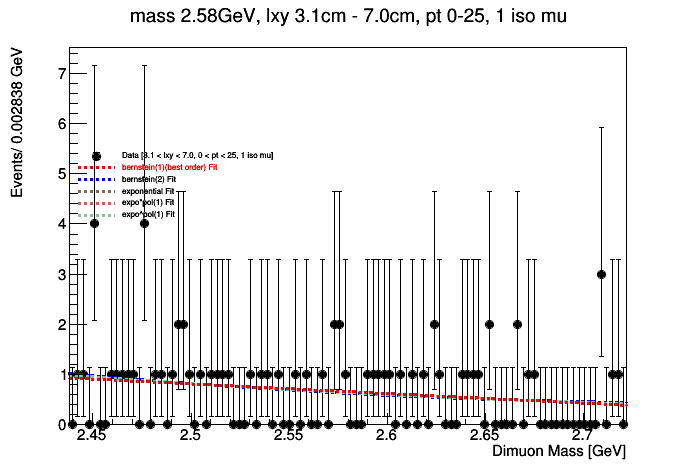 mass 2.58GeV, lxy 3.1cm - 7.0cm, pt 0-25, 1 iso mu
Events/ 0.002838 GeV
7
6
5
4
3
2
1
0
Data [3.1 < lxy < 7.0, 0 < pt < 25, 1 iso mu]
bernstein(1)(best order) Fit
bernstein(2) Fit
exponential Fit
expo*pol(1) Fit
expo*pol(1) Fit
2.45 2.5 2.55 2.6 2.65 2.7
Dimuon Mass [GeV]